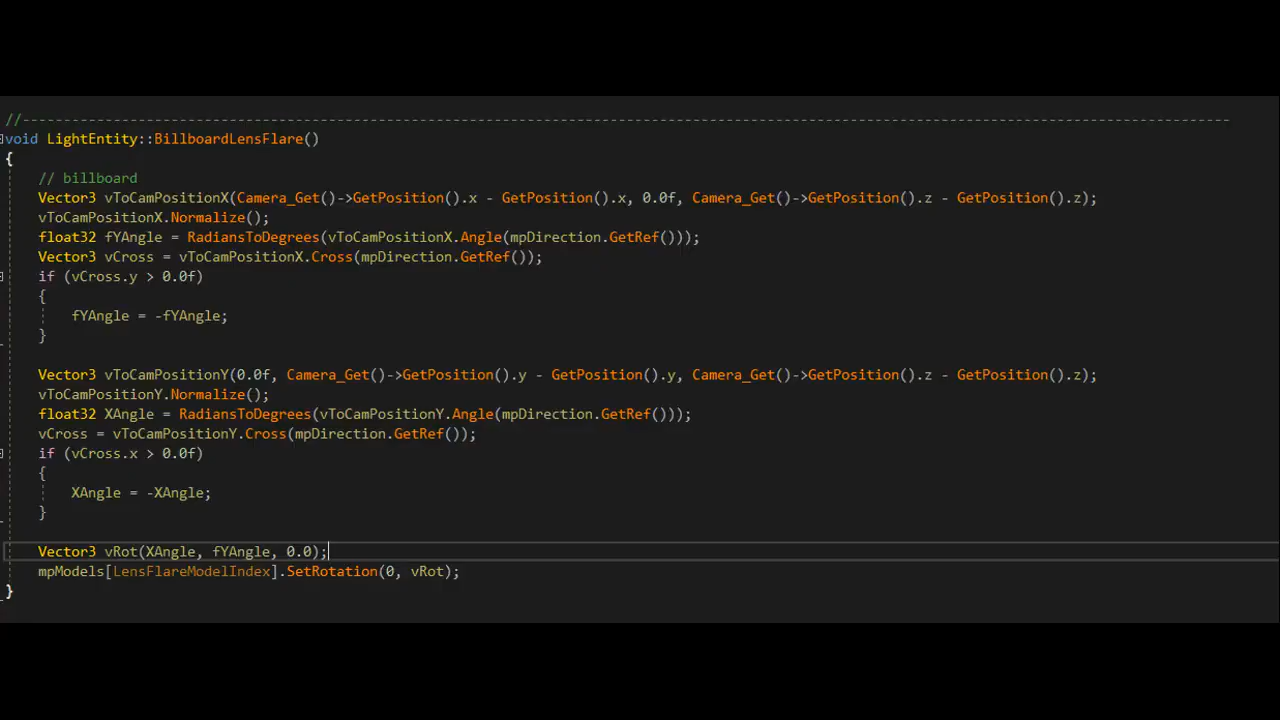 //--------------------------------------------------------------------------------------------------------------------------------------------------
void LightEntity::BillboardLensFlare()
{
    // billboard
    Vector3 vToCamPositionX(Camera_Get()->GetPosition().x - GetPosition().x, 0.0f, Camera_Get()->GetPosition().z - GetPosition().z);
    vToCamPositionX.Normalize();
    float32 fYAngle = RadiansToDegrees(vToCamPositionX.Angle(mpDirection.GetRef()));
    Vector3 vCross = vToCamPositionX.Cross(mpDirection.GetRef());
    if (vCross.y > 0.0f)
    {
        fYAngle = -fYAngle;
    }
    Vector3 vToCamPositionY(0.0f, Camera_Get()->GetPosition().y - GetPosition().y, Camera_Get()->GetPosition().z - GetPosition().z);
    vToCamPositionY.Normalize();
    float32 XAngle = RadiansToDegrees(vToCamPositionY.Angle(mpDirection.GetRef()));
    vCross = vToCamPositionY.Cross(mpDirection.GetRef());
    if (vCross.x > 0.0f)
    {
        XAngle = -XAngle;
    }
    Vector3 vRot(XAngle, fYAngle, 0.0);
    mpModels[LensFlareModelIndex].SetRotation(0, vRot);
}